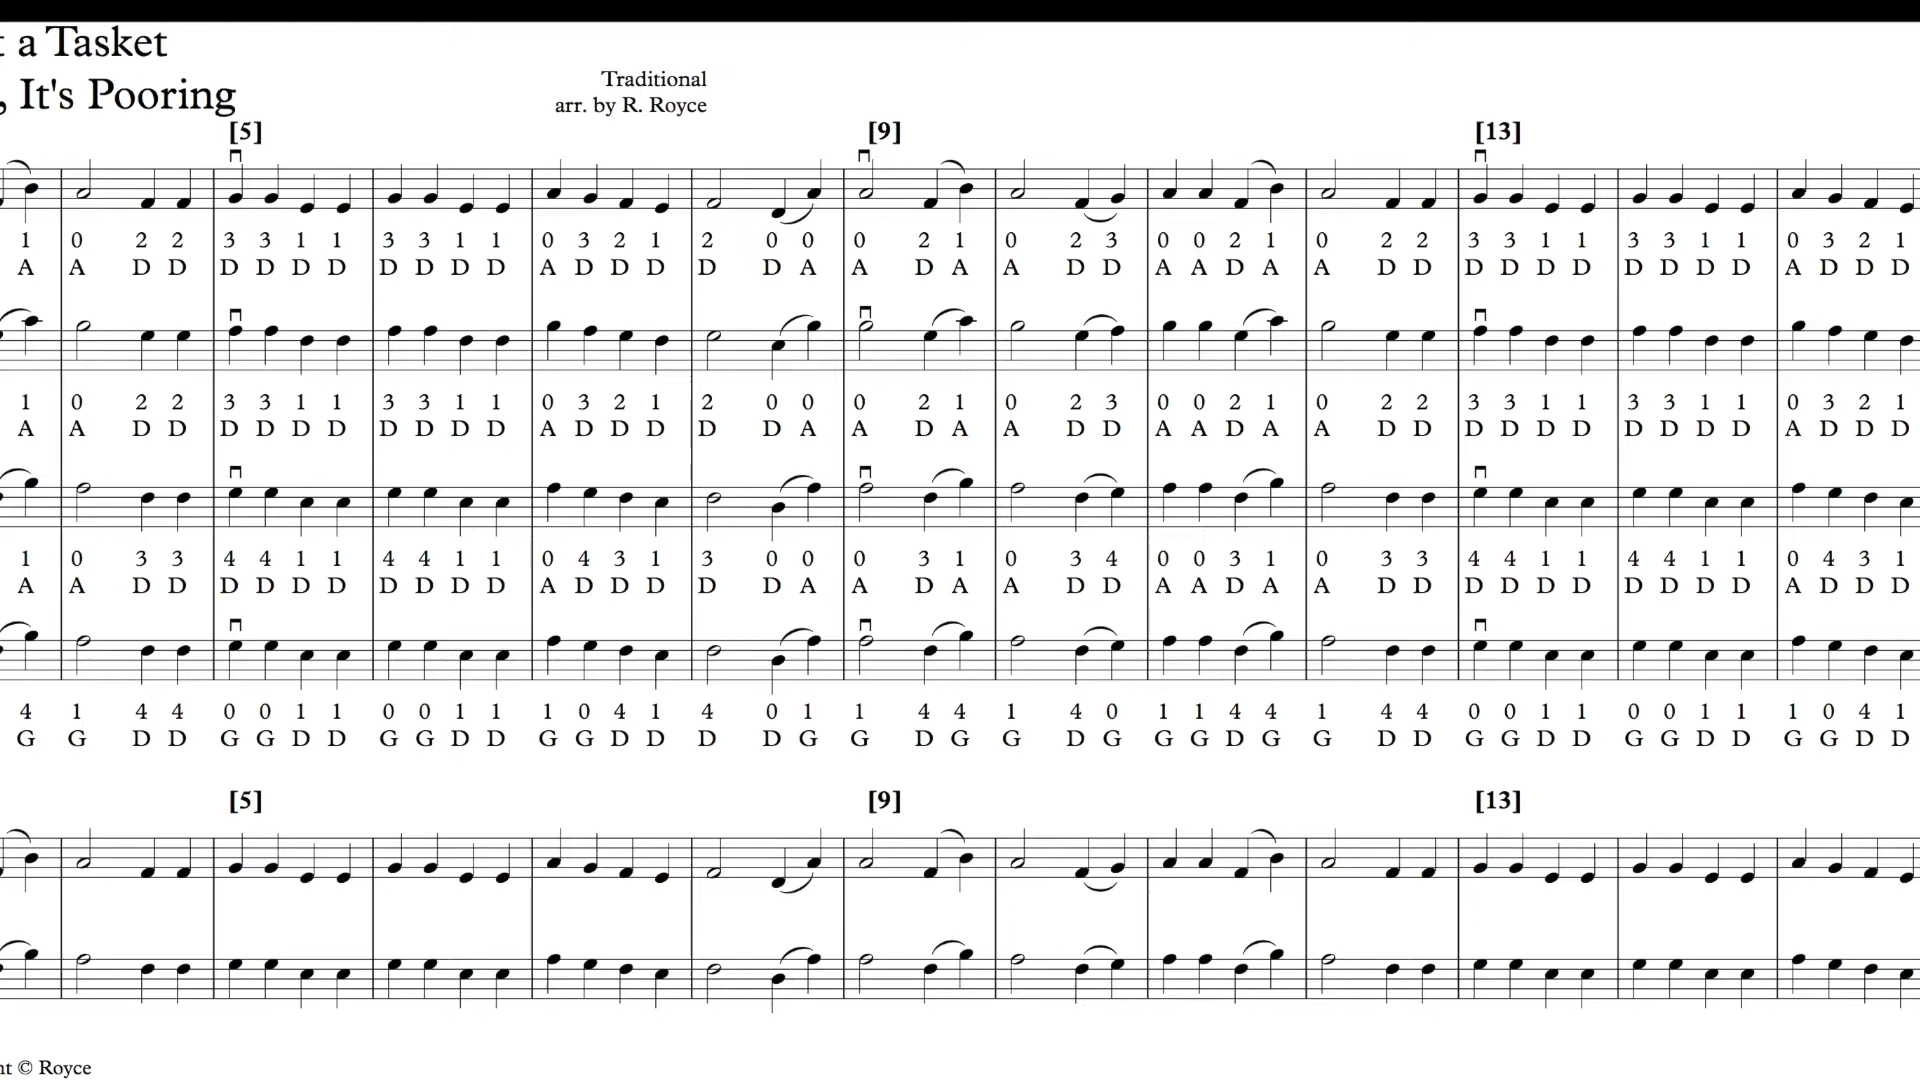 t a Tasket
, It's Pooring
Traditional
arr. by R. Royce
[5] [9] [13]
1 0 2 2 3 3 1 1 3 3 1 1 0 3 2 1 2 0 0 0 2 1 0 2 3 0 0 2 1 0 2 2 3 3 1 1 3 3 1 1 0 3 2 1
A A D D D D D D D D D D A D D D D D A A D A A D D A A D A A D D D D D D D D D D A D D D
1 0 2 2 3 3 1 1 3 3 1 1 0 3 2 1 2 0 0 0 2 1 0 2 3 0 0 2 1 0 2 2 3 3 1 1 3 3 1 1 0 3 2 1
A A D D D D D D D D D D A D D D D D A A D A A D D A A D A A D D D D D D D D D D A D D D
1 0 3 3 4 4 1 1 4 4 1 1 0 4 3 1 3 0 0 0 3 1 0 3 4 0 0 3 1 0 3 3 4 4 1 1 4 4 1 1 0 4 3 1
A A D D D D D D D D D D A D D D D D A A D A A D D A A D A A D D D D D D D D D D A D D D
4 1 4 4 0 0 1 1 0 0 1 1 1 0 4 1 4 0 1 1 4 4 1 4 0 1 1 4 4 1 4 4 0 0 1 1 0 0 1 1 1 0 4 1
G G D D G G D D G G D D G G D D D D G G D G G D G G G D G G D D G G D D G G D D G G D D
[5] [9] [13]
nt © Royce